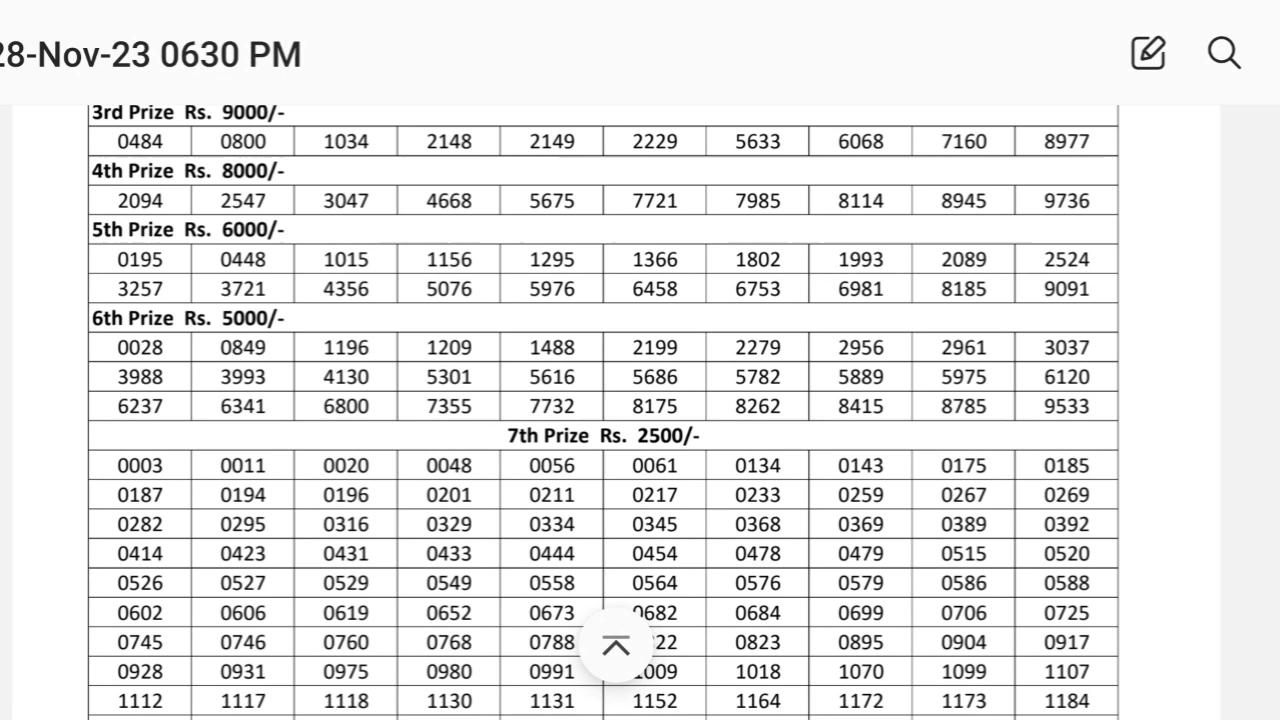 28-Nov-23 0630 PM
3rd Prize Rs. 9000/-
0484 0800 1034 2148 2149 2229 5633 6068 7160 8977
4th Prize Rs. 8000/-
2094 2547 3047 4668 5675 7721 7985 8114 8945 9736
5th Prize Rs. 6000/-
0195 0448 1015 1156 1295 1366 1802 1993 2089 2524
3257 3721 4356 5076 5976 6458 6753 6981 8185 9091
6th Prize Rs. 5000/-
0028 0849 1196 1209 1488 2199 2279 2956 2961 3037
3988 3993 4130 5301 5616 5686 5782 5889 5975 6120
6237 6341 6800 7355 7732 8175 8262 8415 8785 9533
7th Prize Rs. 2500/-
0003 0011 0020 0048 0056 0061 0134 0143 0175 0185
0187 0194 0196 0201 0211 0217 0233 0259 0267 0269
0282 0295 0316 0329 0334 0345 0368 0369 0389 0392
0414 0423 0431 0433 0444 0454 0478 0479 0515 0520
0526 0527 0529 0549 0558 0564 0576 0579 0586 0588
0602 0606 0619 0652 0673 0682 0684 0699 0706 0725
0745 0746 0760 0768 0788 0823 0895 0904 0917
0928 0931 0975 0980 0991 1009 1018 1070 1099 1107
1112 1117 1118 1130 1131 1152 1164 1172 1173 1184